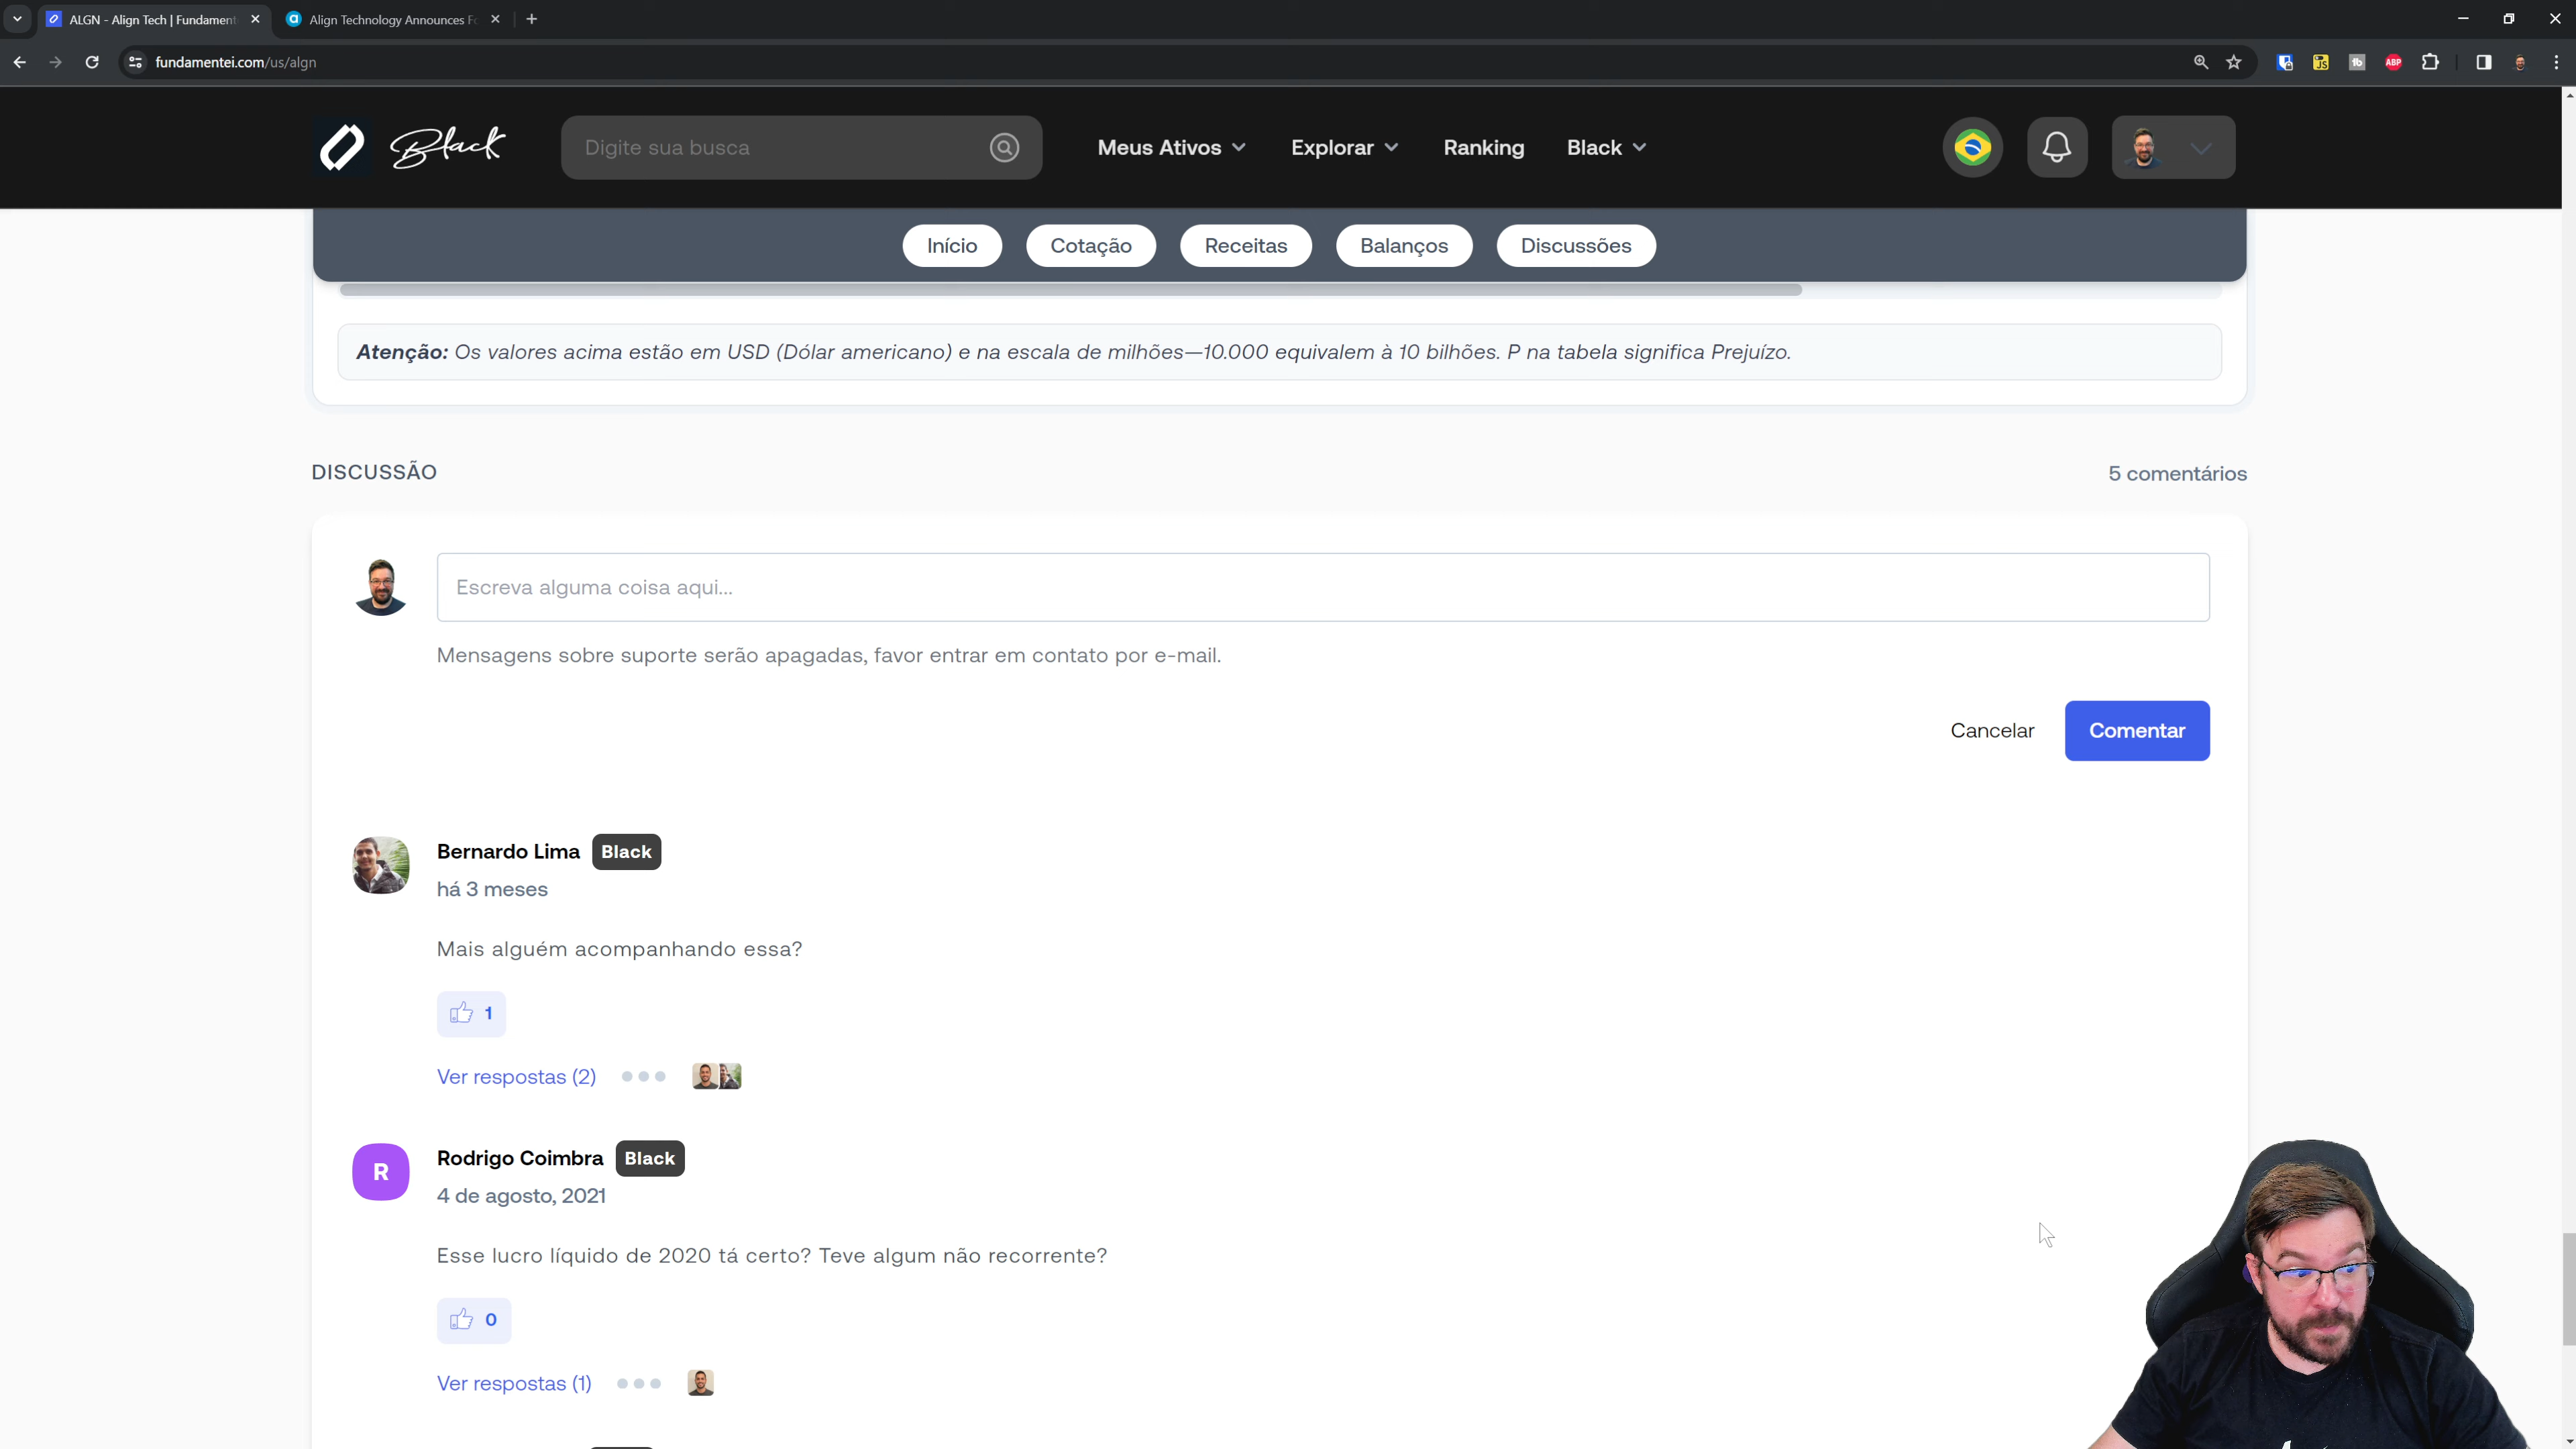 ALGN - Align Tech | Fundament
Align Technology Announces Fo
fundamentei.com/us/algn
Black
Digite sua busca
Meus Ativos
Explorar
Ranking
Black
Início
Cotação
Receitas
Balanços
Discussões
Atenção: Os valores acima estão em USD (Dólar americano) e na escala de milhões—10.000 equivalem à 10 bilhões. P na tabela significa Prejuízo.
DISCUSSÃO
5 comentários
Escreva alguma coisa aqui...
Mensagens sobre suporte serão apagadas, favor entrar em contato por e-mail.
Cancelar
Comentar
Bernardo Lima Black
há 3 meses
Mais alguém acompanhando essa?
1
Ver respostas (2)
R
Rodrigo Coimbra Black
4 de agosto, 2021
Esse lucro líquido de 2020 tá certo? Teve algum não recorrente?
0
Ver respostas (1)